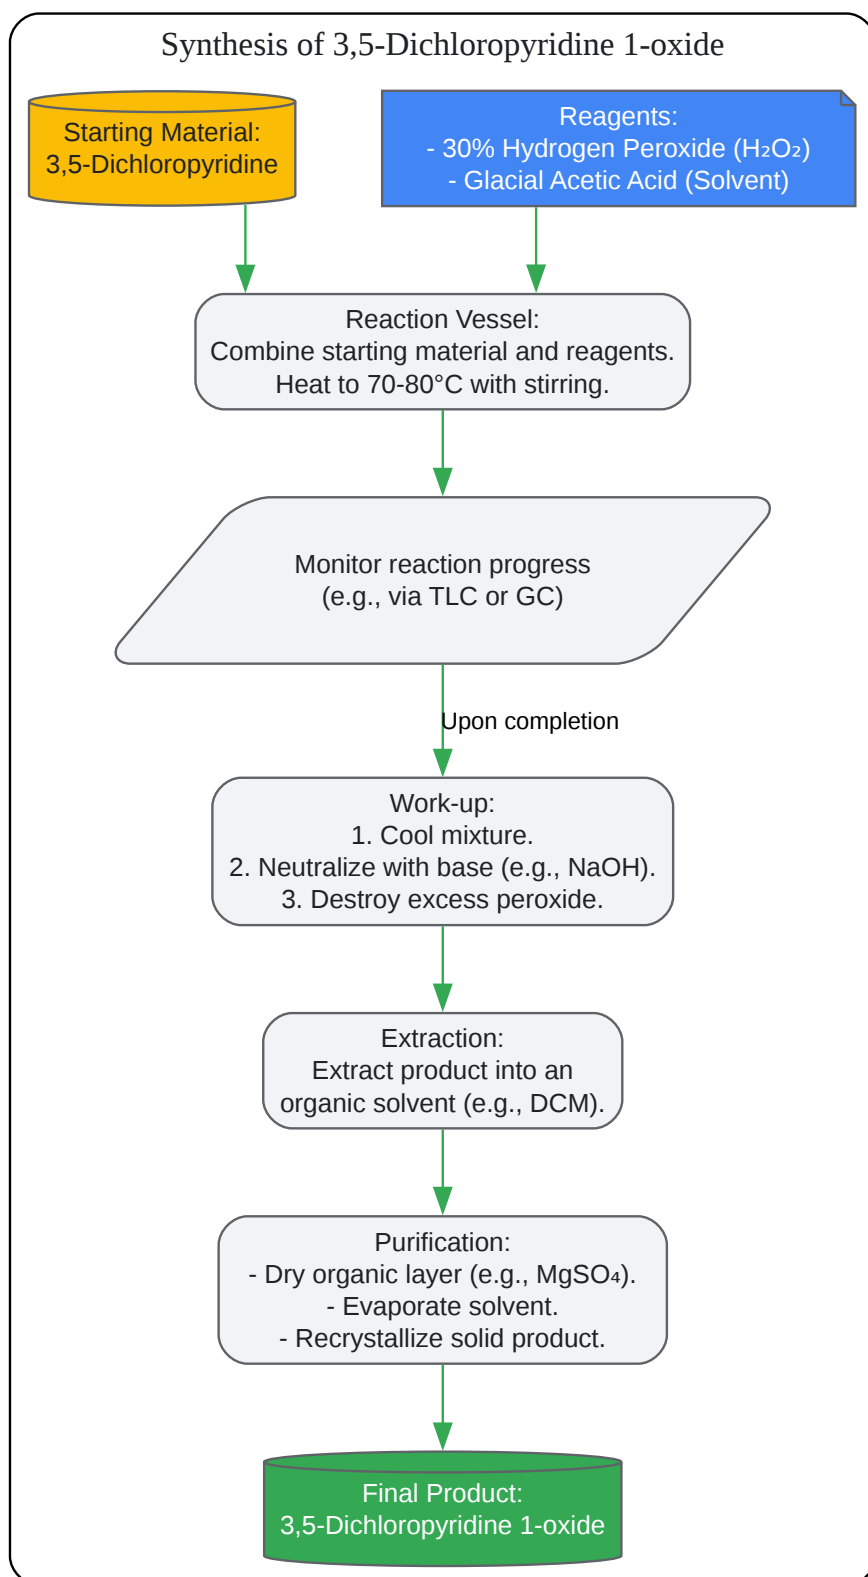 Synthesis of 3,5-Dichloropyridine 1-oxide
Starting Material:
3,5-Dichloropyridine
Reagents:
- 30% Hydrogen Peroxide (H₂O₂)
- Glacial Acetic Acid (Solvent)
Reaction Vessel:
Combine starting material and reagents.
Heat to 70-80°C with stirring.
Monitor reaction progress
(e.g., via TLC or GC)
Upon completion
Work-up:
1. Cool mixture.
2. Neutralize with base (e.g., NaOH).
3. Destroy excess peroxide.
Extraction:
Extract product into an
organic solvent (e.g., DCM).
Purification:
- Dry organic layer (e.g., MgSO₄).
- Evaporate solvent.
- Recrystallize solid product.
Final Product:
3,5-Dichloropyridine 1-oxide